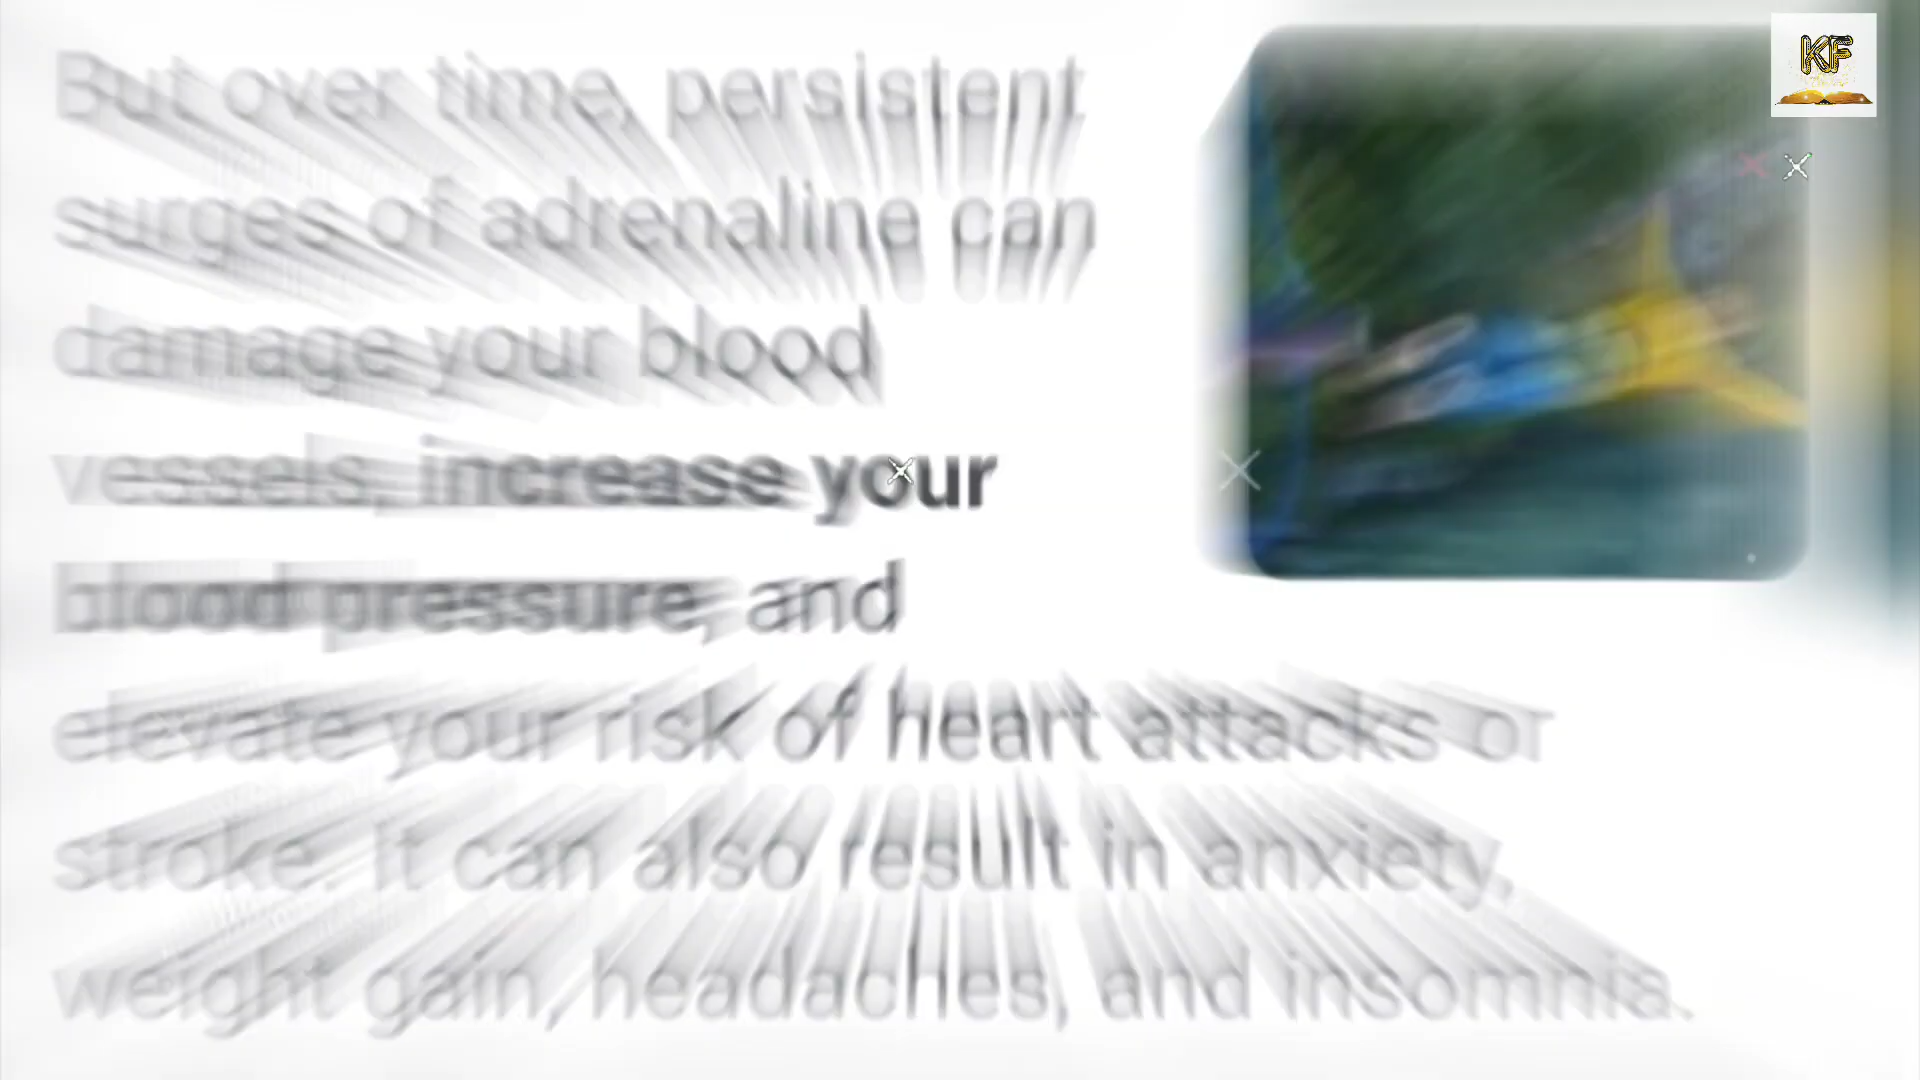 KF
But over time, persistent
surges of adrenaline can
damage your blood
vessels, increase your
blood pressure, and
elevate your risk of heart attacks or
stroke. It can also result in anxiety,
weight gain, headaches, and insomnia.